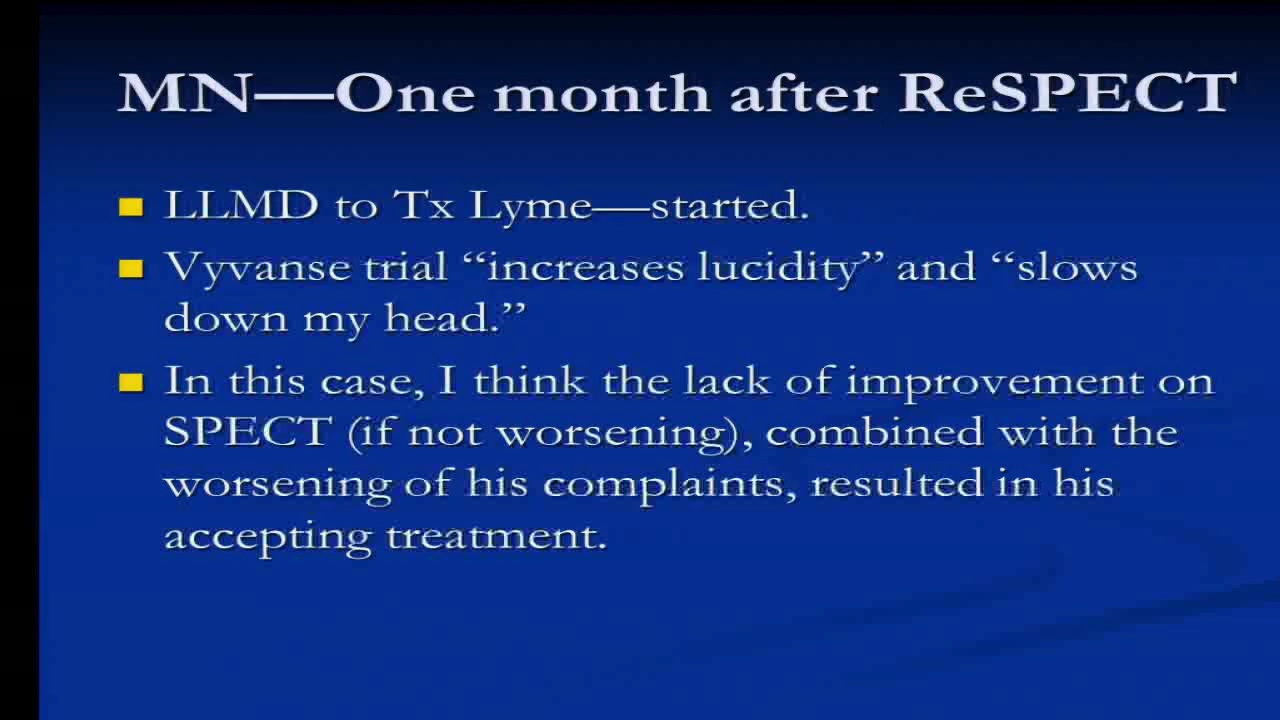 MN—One month after ReSPECT
LLMD to Tx Lyme—started.
Vyvanse trial “increases lucidity” and “slows
down my head.”
In this case, I think the lack of improvement on
SPECT (if not worsening), combined with the
worsening of his complaints, resulted in his
accepting treatment.